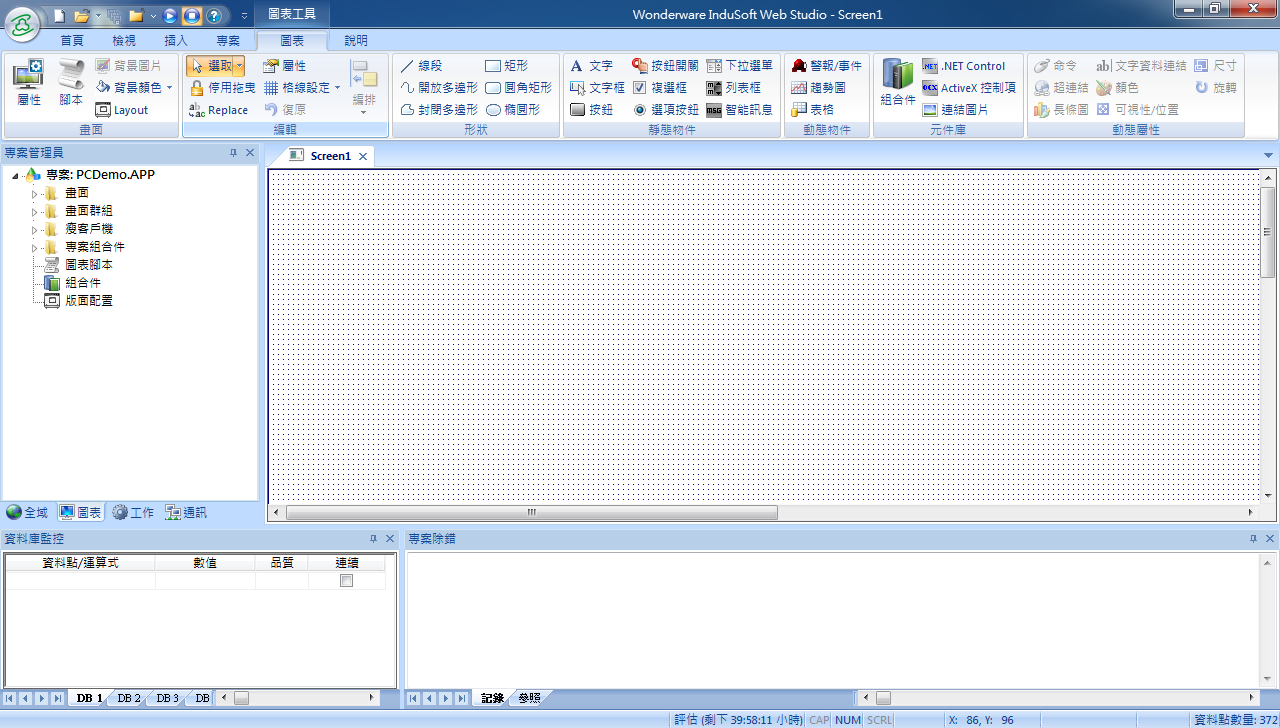 圖表工具
Wonderware InduSoft Web Studio - Screen1
首頁 檢視 插入 專案 圖表 說明
背景圖片 選取 屬性 線段 矩形 文字 按鈕開關 下拉選單 警報/事件 .NET Control 命令 文字資料連結 尺寸
屬性 腳本 背景顏色 停用拖曳 格線設定 編排 開放多邊形 圓角矩形 文字框 複選框 列表框 趨勢圖 組合件 ActiveX 控制項 超連結 顏色 旋轉
Layout Replace 復原 封閉多邊形 橢圓形 按鈕 選項按鈕 智能訊息 表格 連結圖片 長條圖 可視性/位置
畫面 編輯 形狀 靜態物件 動態物件 元件庫 動態屬性
專案管理員
Screen1
專案: PCDemo.APP
畫面
畫面群組
瘦客戶機
專案組合件
圖表腳本
組合件
版面配置
全域 圖表 工作 通訊
資料庫監控
資料點/運算式 數值 品質 連續
DB 1 DB 2 DB 3 DB
專案除錯
記錄 參照
評估 (剩下 39:58:11 小時) CAP NUM SCRL X: 86, Y: 96 資料點數量: 37.